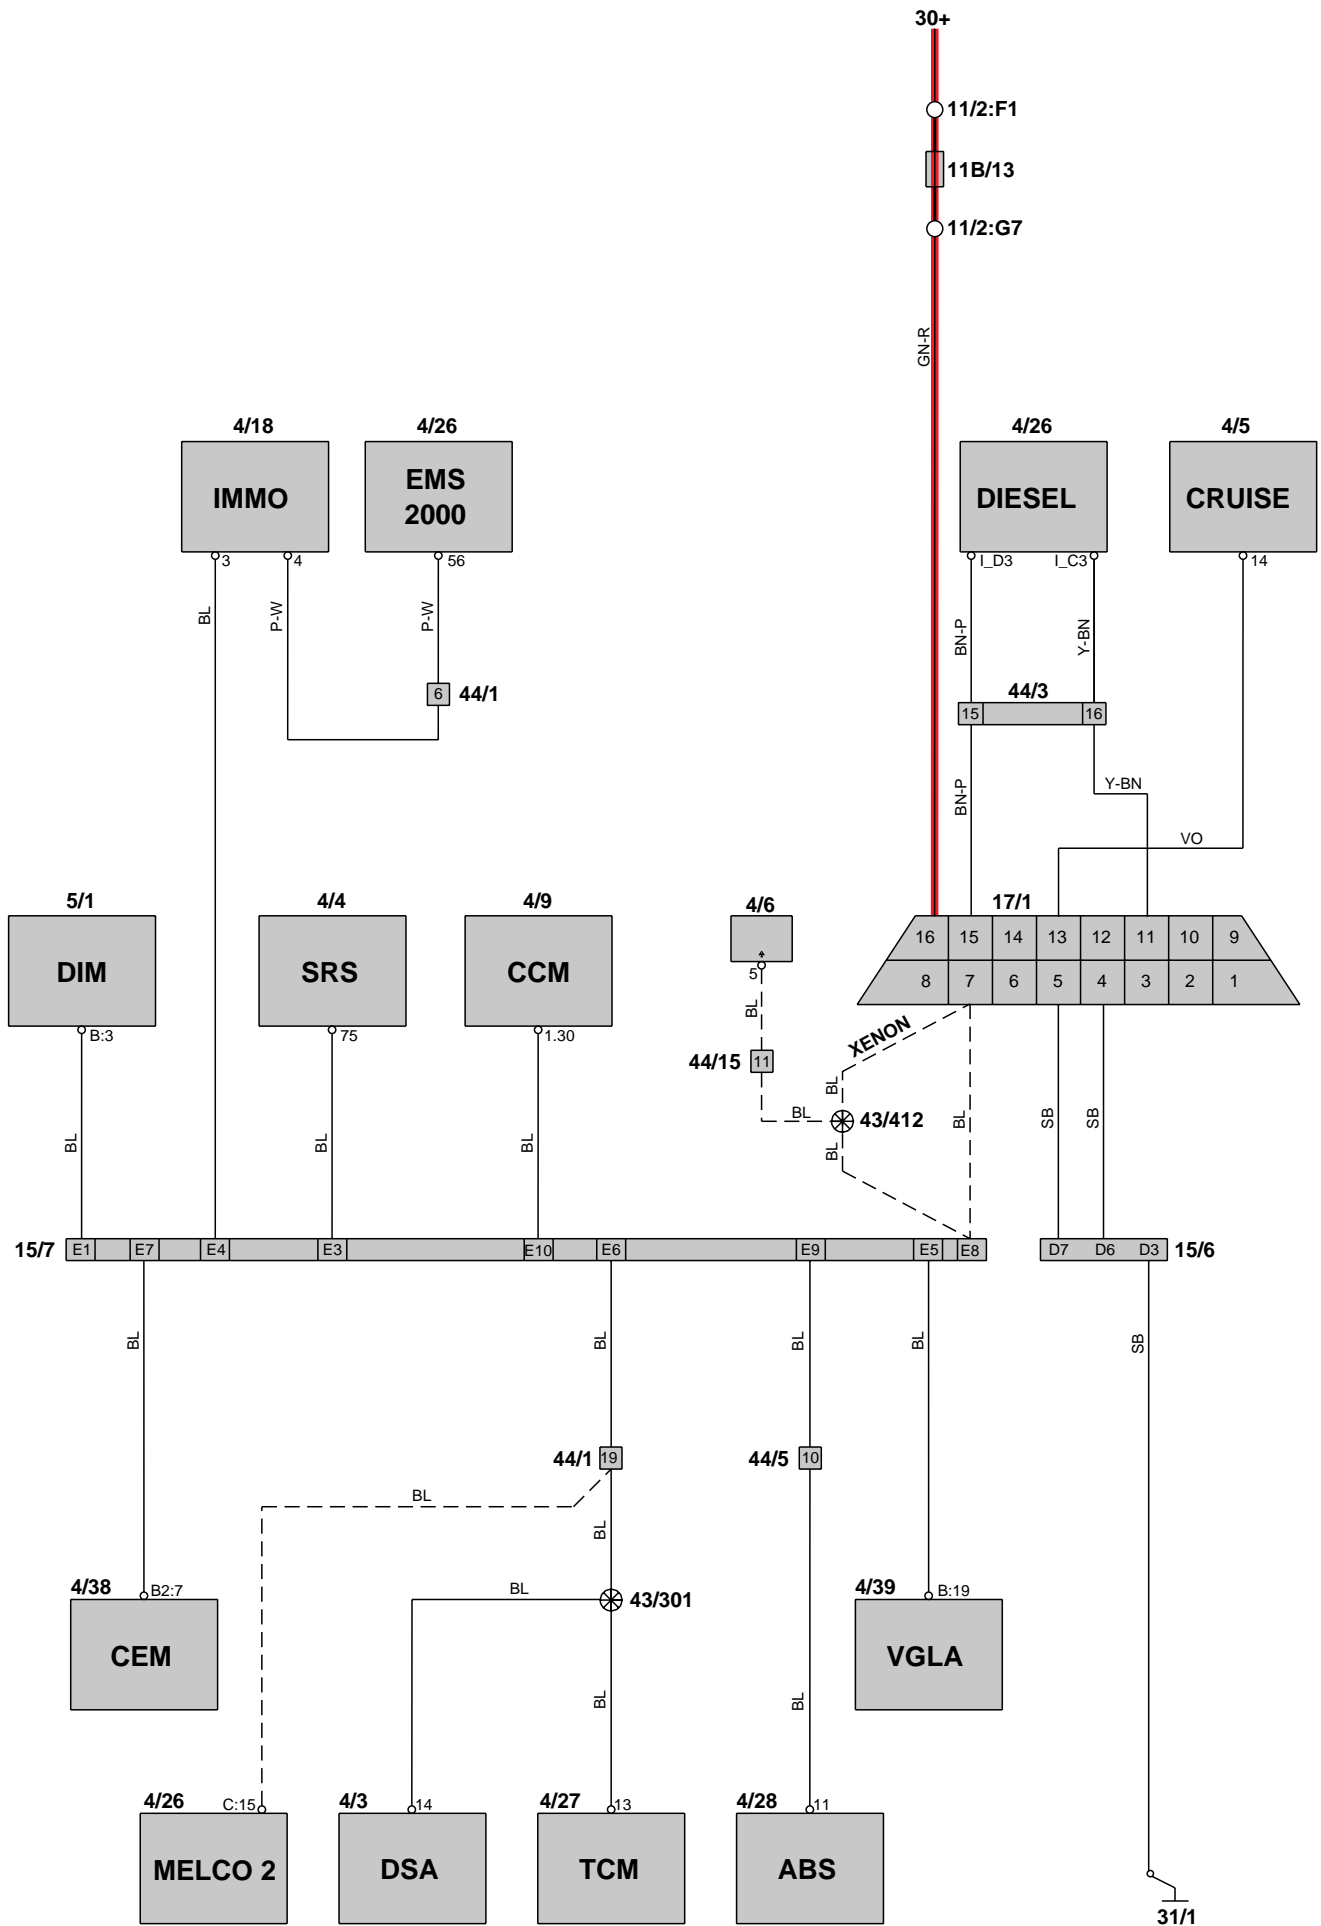 30+
11/2:F1
11B/13
11/2:G7
GN-R
4/18
4/26
4/26
4/5
IMMO
EMS
2000
DIESEL
CRUISE
3
4
56
I_D3
I_C3
14
BL
P-W
P-W
BN-P
Y-BN
6
44/1
44/3
15
16
BN-P
Y-BN
VO
5/1
4/4
4/9
4/6
17/1
DIM
SRS
CCM
16 15 14 13 12 11 10 9
8 7 6 5 4 3 2 1
5
B:3
75
1.30
BL
XENON
44/15
11
BL
BL
43/412
BL
BL
BL
BL
BL
BL
SB
SB
15/7
E1
E7
E4
E3
E10
E6
E9
E5
E8
D7
D6
D3
15/6
BL
BL
BL
BL
SB
44/1
19
44/5
10
BL
BL
4/38
B2:7
BL
43/301
4/39
B:19
CEM
VGLA
BL
BL
4/26
C:15
4/3
14
4/27
13
4/28
11
MELCO 2
DSA
TCM
ABS
31/1